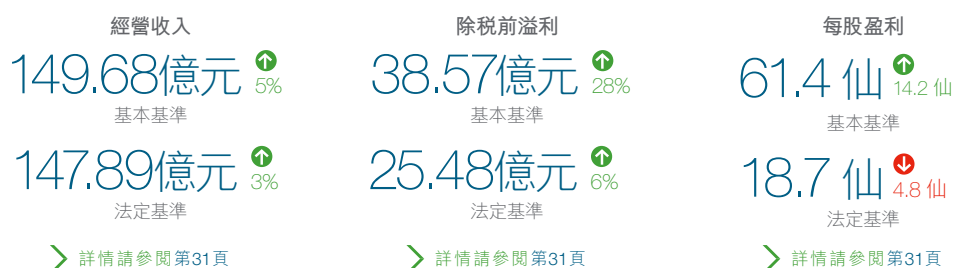 經營收入
149.68億元 5%
基本基準
147.89億元 3%
法定基準
詳情請參閱第31頁
除税前溢利
38.57億元 28%
基本基準
25.48億元 6%
法定基準
詳情請參閱第31頁
每股盈利
61.4 仙 14.2 仙
基本基準
18.7 仙 4.8 仙
法定基準
詳情請參閱第31頁